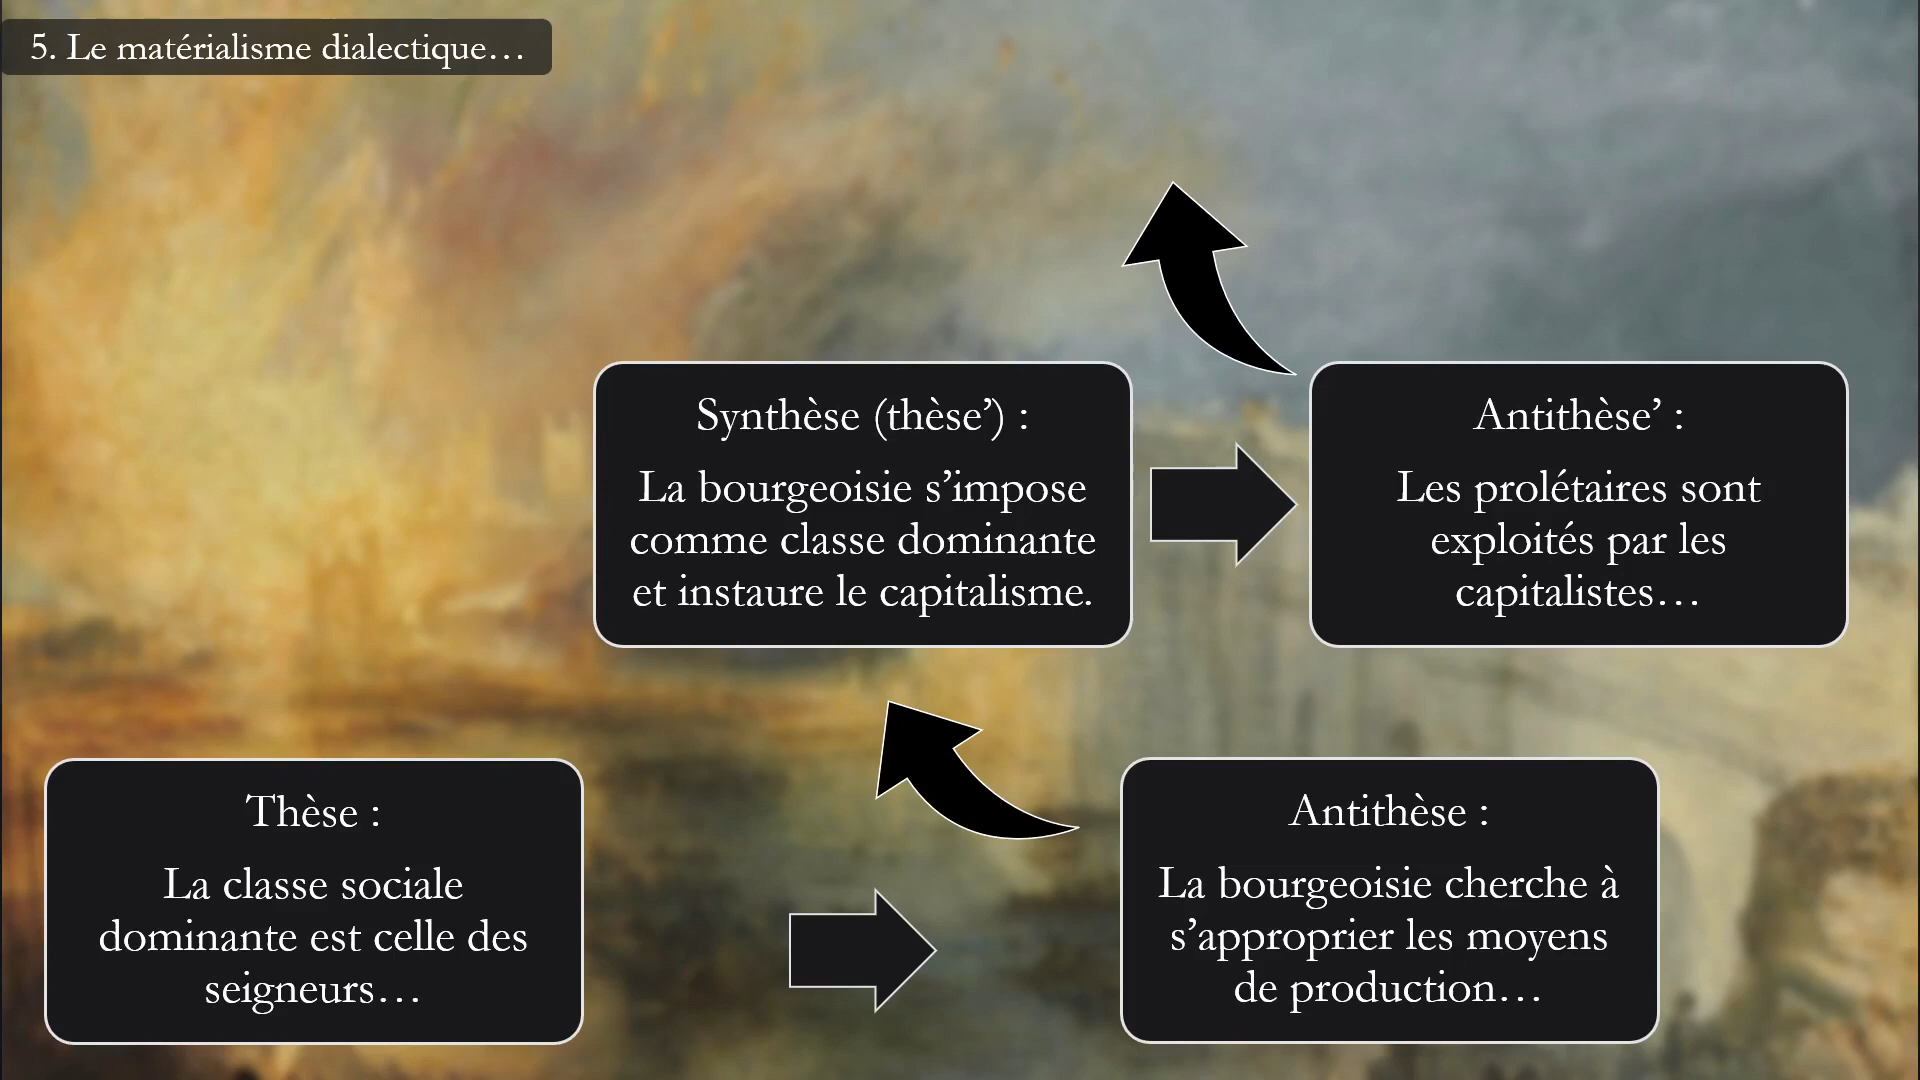 5. Le matérialisme dialectique…
Synthèse (thèse’) :
La bourgeoisie s’impose
comme classe dominante
et instaure le capitalisme.
Antithèse’ :
Les prolétaires sont
exploités par les
capitalistes…
Thèse :
La classe sociale
dominante est celle des
seigneurs…
Antithèse :
La bourgeoisie cherche à
s’approprier les moyens
de production…